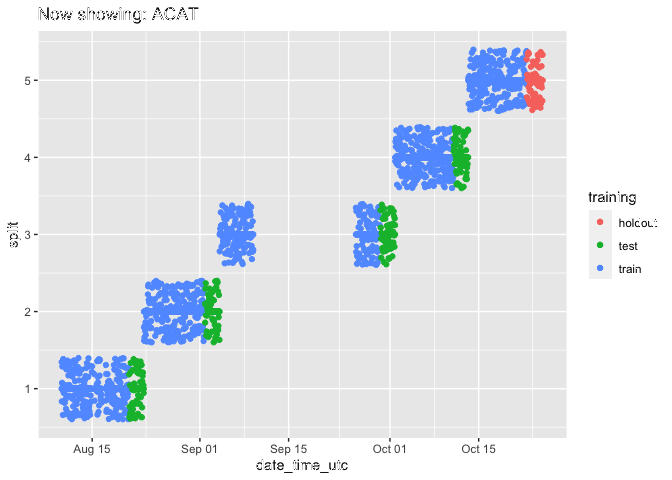 Now showing: ACAT
5
4
3
2
1
split
Aug 15
Sep 01
Sep 15
Oct 01
Oct 15
date_time_utc
training
holdout
test
train